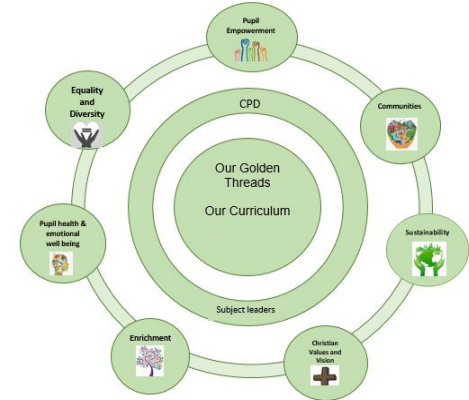 Pupil
Empowerment
Equality
and
Diversity
CPD
Communities
Our Golden
Threads
Our Curriculum
Pupil health &
emotional
well being
Sustainability
Subject leaders
Enrichment
Christian
Values and
Vision